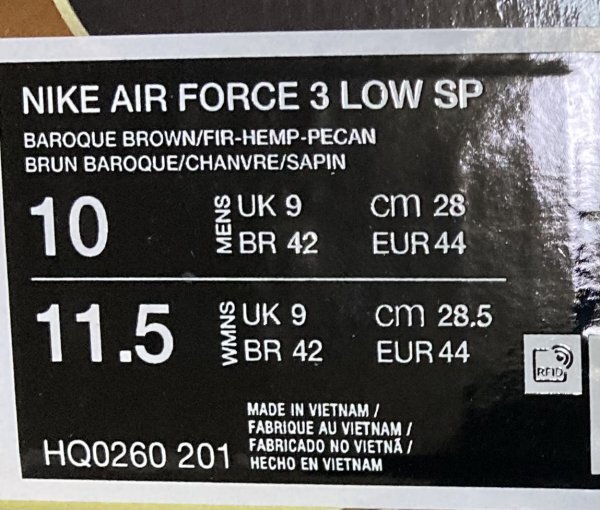 NIKE AIR FORCE 3 LOW SP
BAROQUE BROWN/FIR-HEMP-PECAN
BRUN BAROQUE/CHANVRE/SAPIN
10 MENS UK 9 cm 28
BR 42 EUR 44
11.5 WMNS UK 9 cm 28.5
BR 42 EUR 44
RFID
MADE IN VIETNAM /
FABRIQUE AU VIETNAM /
FABRICADO NO VIETNÃ /
HECHO EN VIETNAM
HQ0260 201